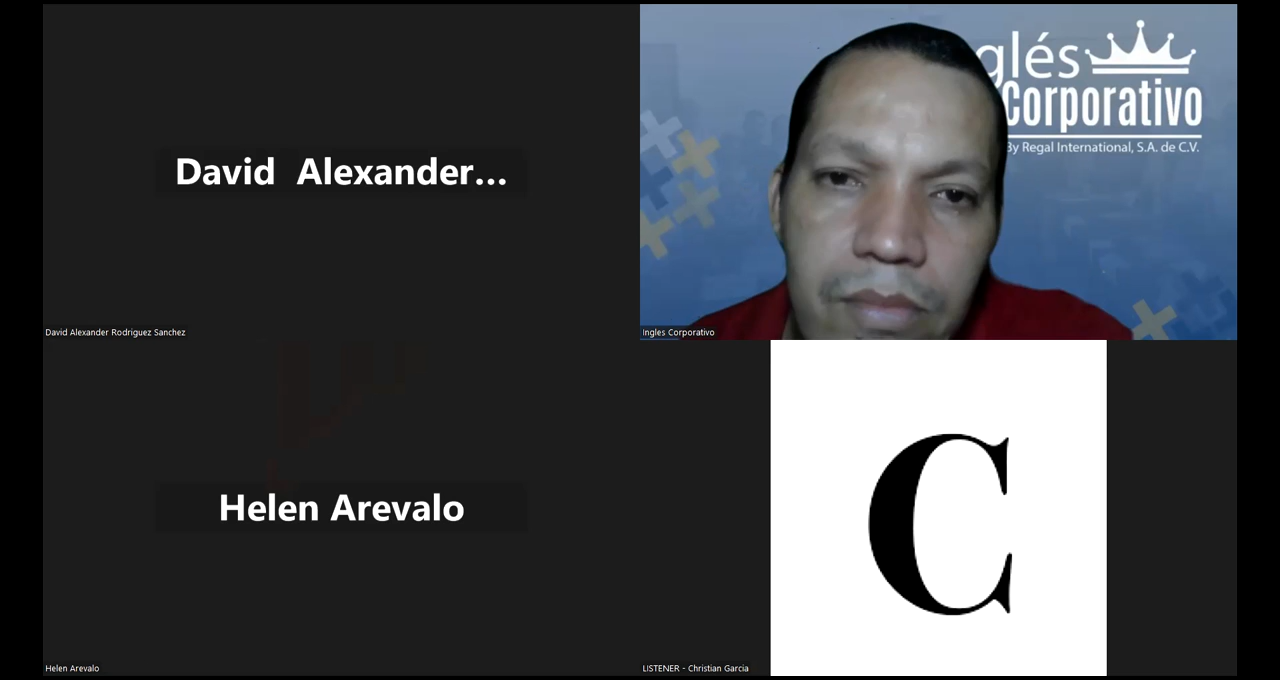 David Alexander...
David Alexander Rodriguez Sanchez
glés
Corporativo
By Regal International, S.A. de C.V.
Ingles Corporativo
Helen Arevalo
Helen Arevalo
C
LISTENER - Christian Garcia